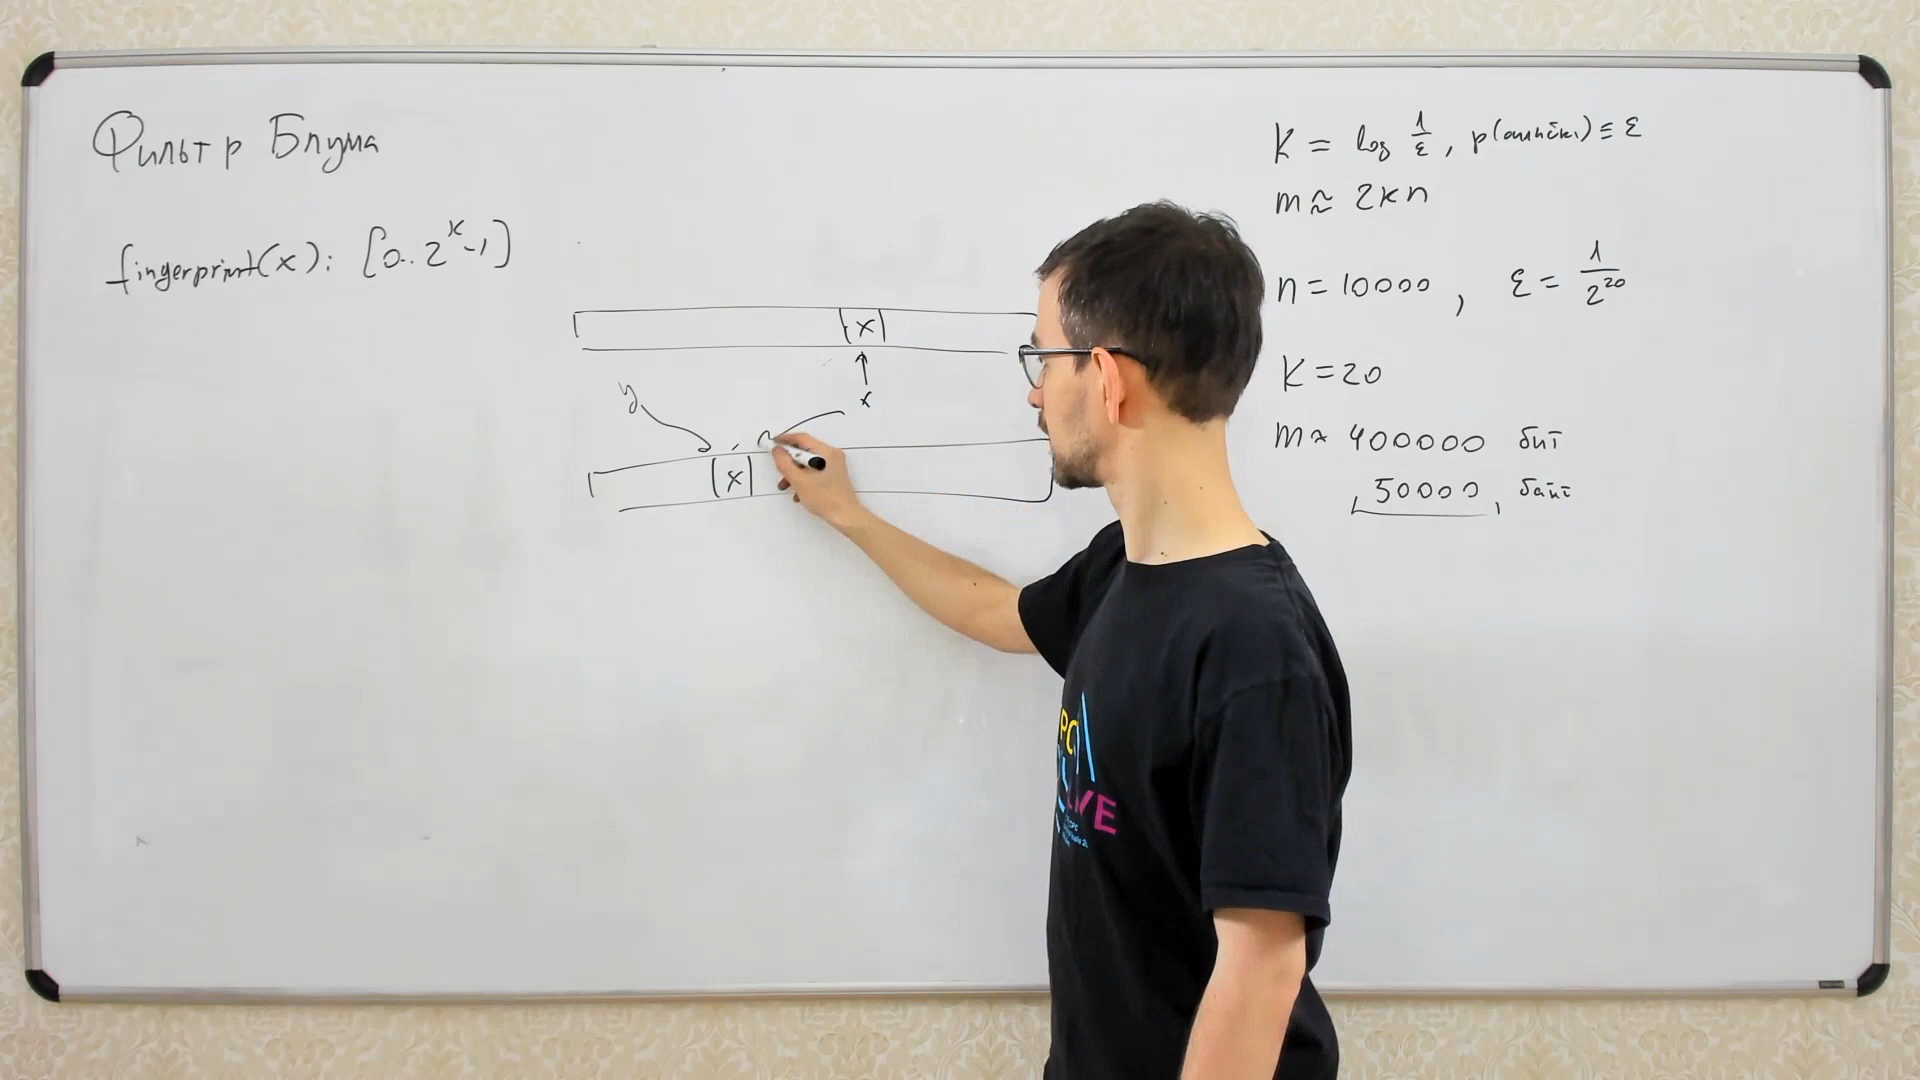 Фильтр Блума
fingerprint(x): [0..2^k-1]
x
x
y
x
K = log 1/ε, p(ошибки) ≤ ε
m ≈ 2kn
n = 10000, ε = 1/2^20
K = 20
m ≈ 400000 бит
50000 байт
VE